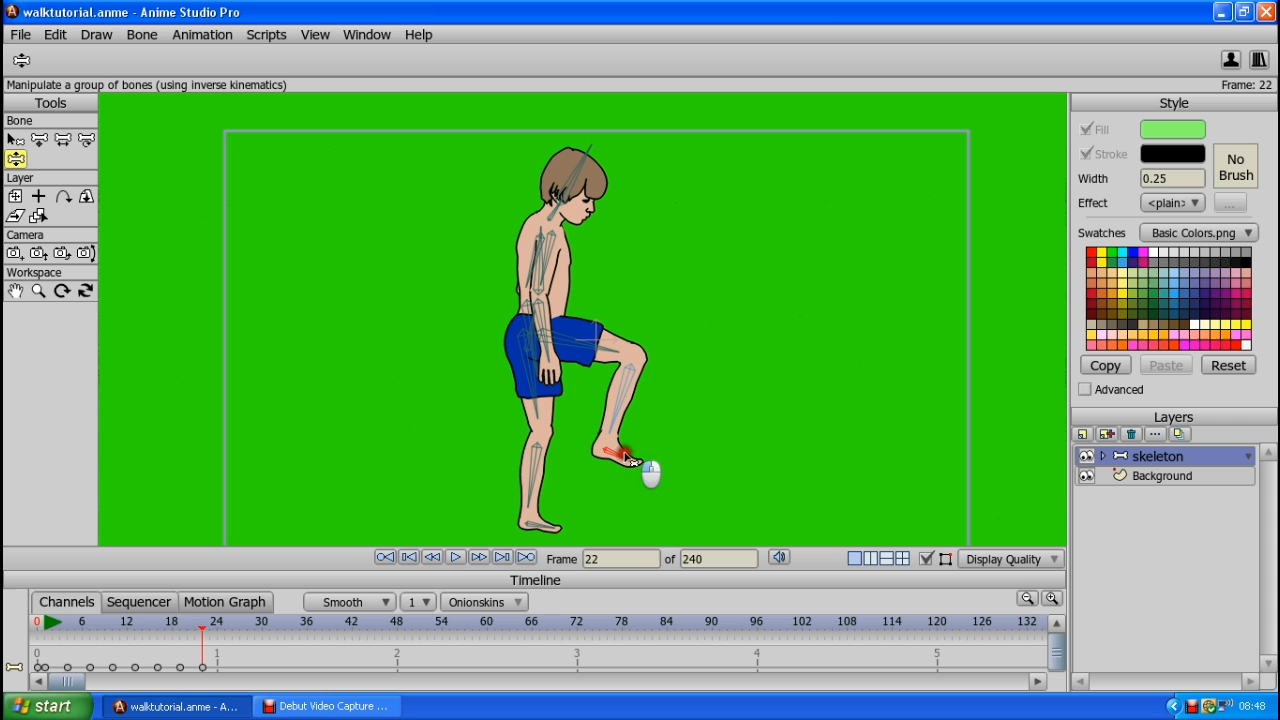 walktutorial.anme - Anime Studio Pro
File Edit Draw Bone Animation Scripts View Window Help
Manipulate a group of bones (using inverse kinematics) Frame: 22
Tools
Bone
Layer
Camera
Workspace
Style
Fill
Stroke
No Brush
Width 0.25
Effect <plain>
...
Swatches Basic Colors.png
Copy Paste Reset
Advanced
Layers
skeleton
Background
Frame 22 of 240 Display Quality
Timeline
Channels Sequencer Motion Graph Smooth 1 Onionskins
0 6 12 18 24 30 36 42 48 54 60 66 72 78 84 90 96 102 108 114 120 126 132
0 1 2 3 4 5
start walktutorial.anme - A... Debut Video Capture ... 08:48